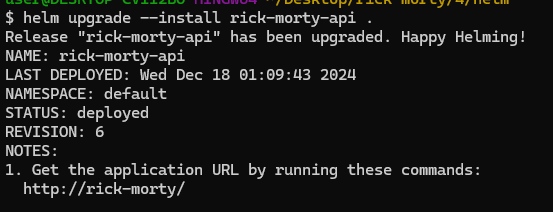 $ helm upgrade --install rick-morty-api .
Release "rick-morty-api" has been upgraded. Happy Helming!
NAME: rick-morty-api
LAST DEPLOYED: Wed Dec 18 01:09:43 2024
NAMESPACE: default
STATUS: deployed
REVISION: 6
NOTES:
1. Get the application URL by running these commands:
  http://rick-morty/